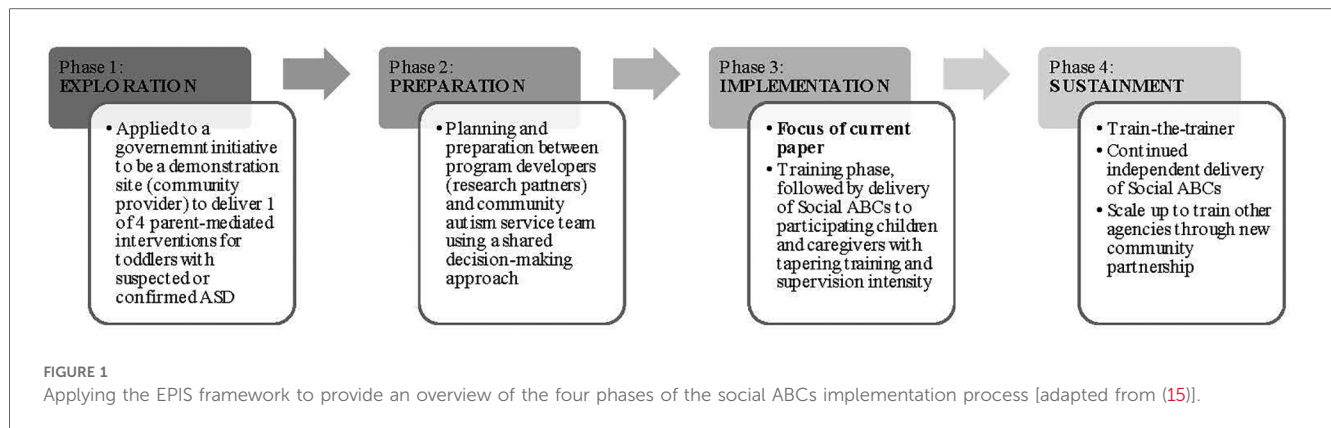 Phase 1:
EXPLORATION
• Applied to a
governemnt initiative
to be a demonstration
site (community
provider) to deliver 1
of 4 parent-mediated
interventions for
toddlers with
suspected or
confirmed ASD
Phase 2:
PREPARATION
• Planning and
preparation between
program developers
(research partners)
and community
autism service team
using a shared
decision-making
approach
Phase 3:
IMPLEMENTATION
• Focus of current
paper
• Training phase,
followed by delivery
of Social ABCs to
participating children
and caregivers with
tapering training and
supervision intensity
Phase 4:
SUSTAINMENT
• Train-the-trainer
• Continued
independent delivery
of Social ABCs
• Scale up to train other
agencies through new
community
partnership
FIGURE 1
Applying the EPIS framework to provide an overview of the four phases of the social ABCs implementation process [adapted from (15)].